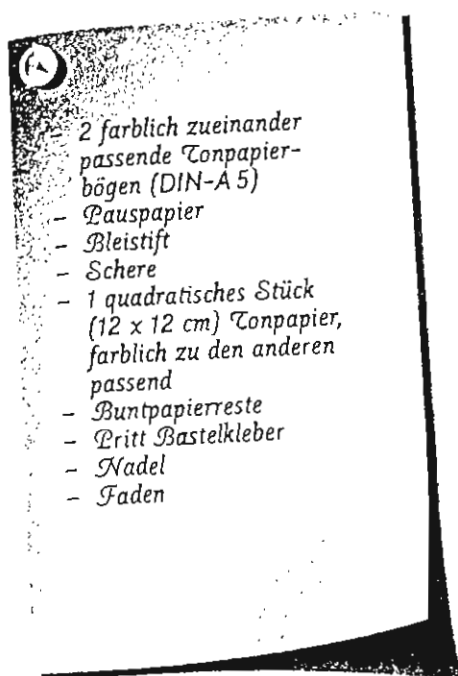 - 2 farblich zueinander
passende Tonpapier-
bögen (DIN-A 5)
- Pauspapier
- Bleistift
- Schere
- 1 quadratisches Stück
(12 x 12 cm) Tonpapier,
farblich zu den anderen
passend
- Buntpapierreste
- Pritt Bastelkleber
- Nadel
- Faden